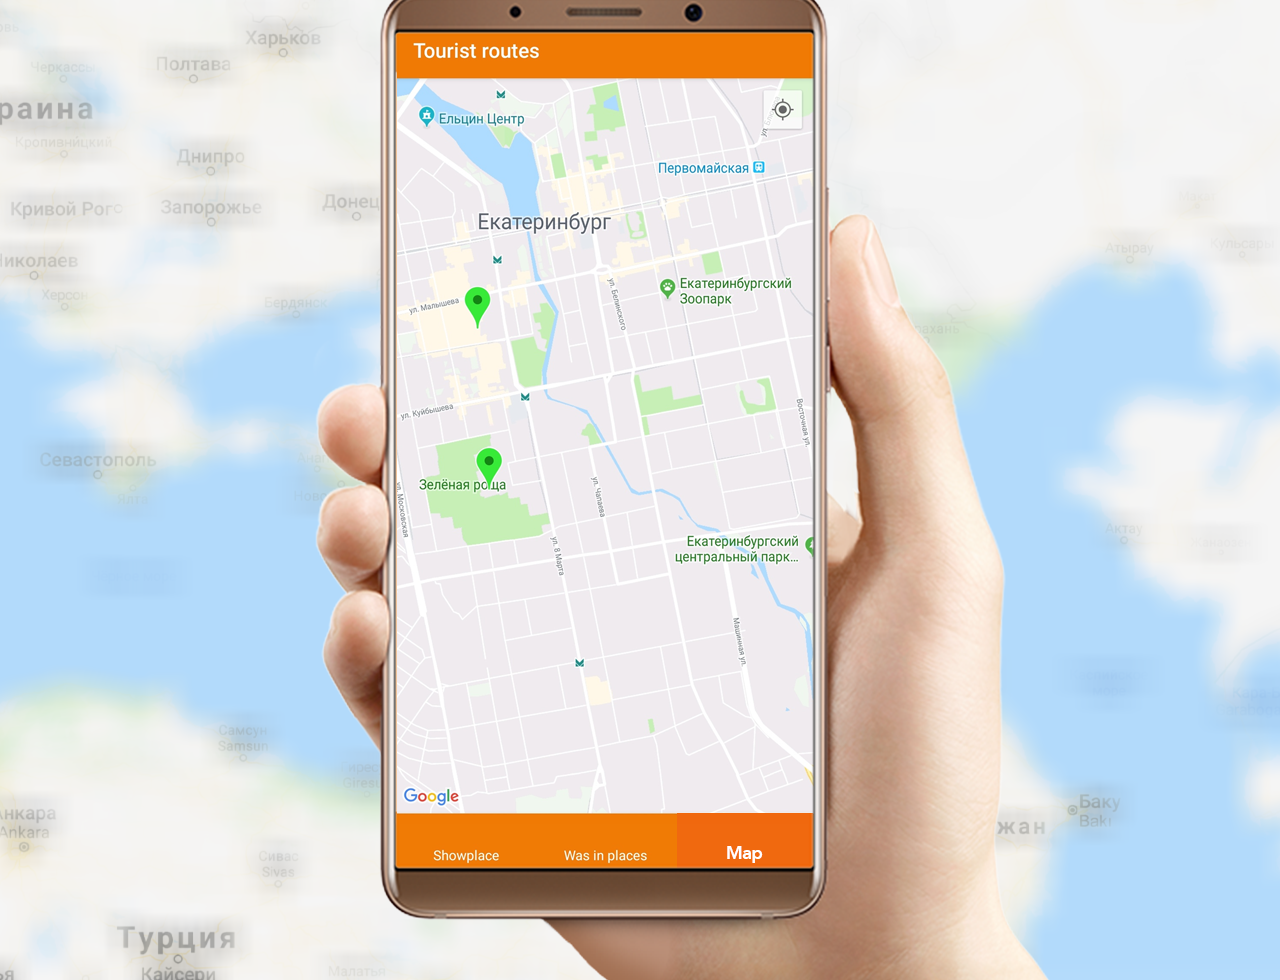 Tourist routes
Ельцин Центр
Первомайская
Екатеринбург
Екатеринбургский
Зоопарк
ул. Малышева
ул. Белинского
ул. Куйбышева
Восточная ул.
Зелёная роща
ул. Московская
ул. Чапаева
ул. 8 Марта
Екатеринбургский
центральный парк...
Машинная ул.
Google
Showplace
Was in places
Map
Харьков
Черкассы
Полтава
раина
Кропивницкий
Днипро
Кривой Рог
Запорожье
Донец
иколаев
Херсон
Бердянск
Севастополь
Ялта
Самсун
Samsun
нкара
Ankara
Сивас
Sivas
Турция
Кайсери
Малатья
Атырау
Актау
Баку
Bakı
жан